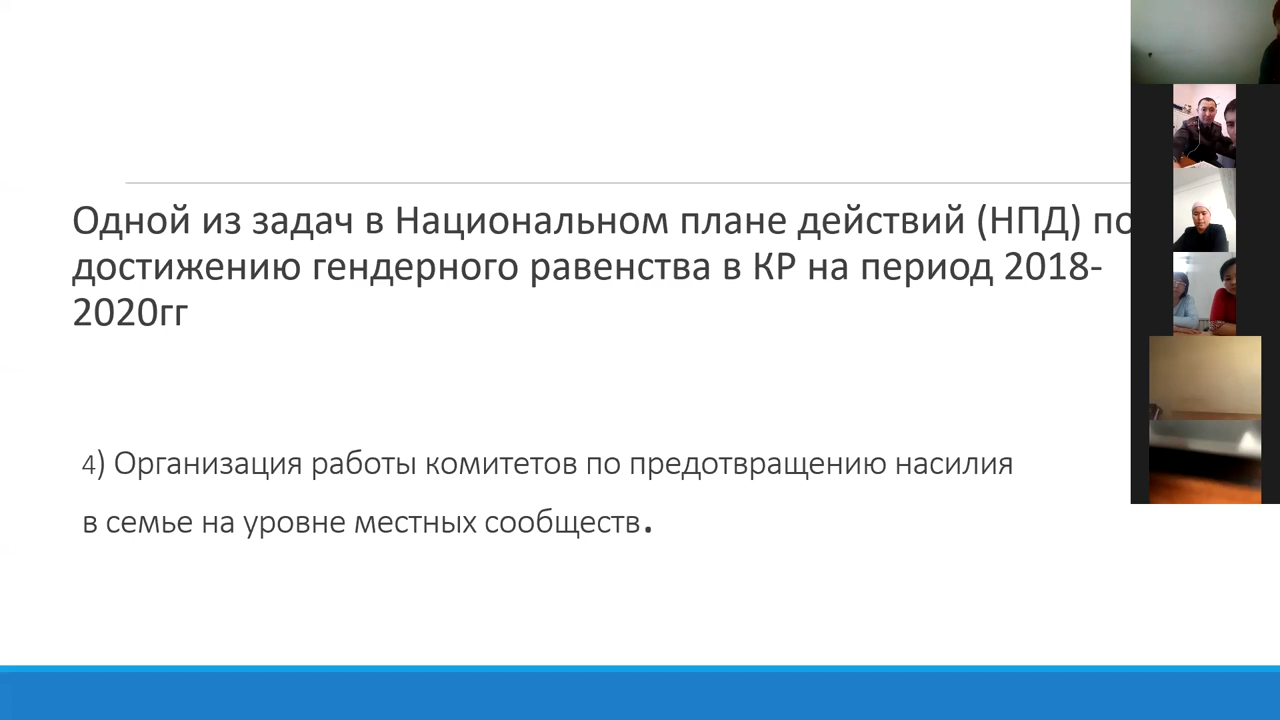 Одной из задач в Национальном плане действий (НПД) по
достижению гендерного равенства в КР на период 2018-
2020гг
4) Организация работы комитетов по предотвращению насилия
в семье на уровне местных сообществ.